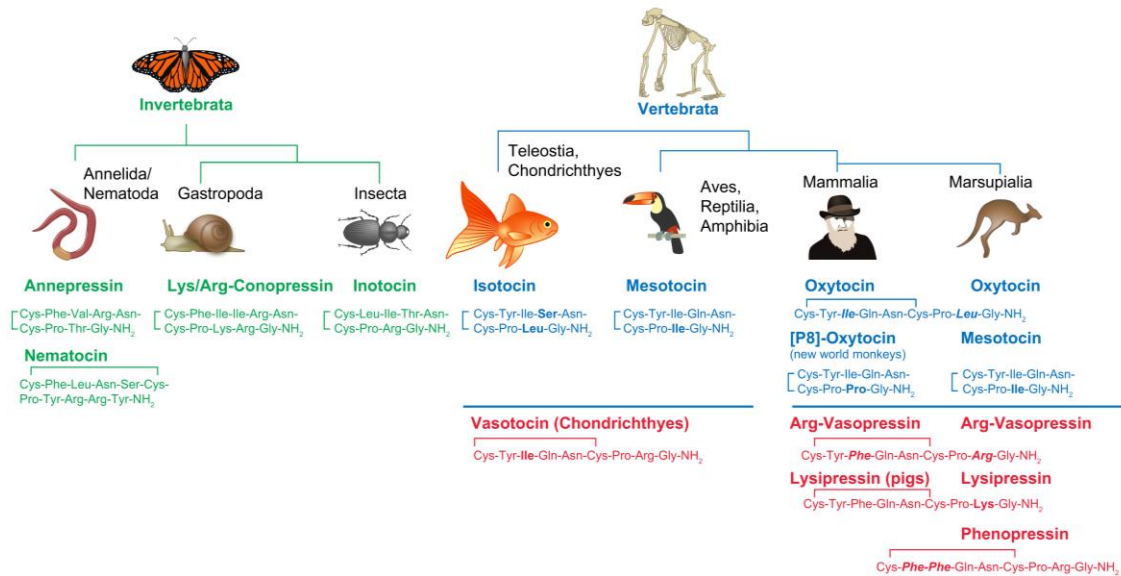 Invertebrata
Vertebrata
Annelida/
Nematoda
Gastropoda
Insecta
Teleostia,
Chondrichthyes
Aves,
Reptilia,
Amphibia
Mammalia
Marsupialia
Annepressin
Cys-Phe-Val-Arg-Asn-
Cys-Pro-Thr-Gly-NH2
Nematocin
Cys-Phe-Leu-Asn-Ser-Cys-
Pro-Tyr-Arg-Arg-Tyr-NH2
Lys/Arg-Conopressin
Cys-Phe-Ile-Ile-Arg-Asn-
Cys-Pro-Lys-Arg-Gly-NH2
Inotocin
Cys-Leu-Ile-Thr-Asn-
Cys-Pro-Arg-Gly-NH2
Isotocin
Cys-Tyr-Ile-Ser-Asn-
Cys-Pro-Leu-Gly-NH2
Mesotocin
Cys-Tyr-Ile-Gln-Asn-
Cys-Pro-Ile-Gly-NH2
Oxytocin
Oxytocin
Cys-Tyr-Ile-Gln-Asn-Cys-Pro-Leu-Gly-NH2
[P8]-Oxytocin
(new world monkeys)
Cys-Tyr-Ile-Gln-Asn-
Cys-Pro-Pro-Gly-NH2
Mesotocin
Cys-Tyr-Ile-Gln-Asn-
Cys-Pro-Ile-Gly-NH2
Vasotocin (Chondrichthyes)
Cys-Tyr-Ile-Gln-Asn-Cys-Pro-Arg-Gly-NH2
Arg-Vasopressin
Arg-Vasopressin
Cys-Tyr-Phe-Gln-Asn-Cys-Pro-Arg-Gly-NH2
Lysipressin (pigs)
Lysipressin
Cys-Tyr-Phe-Gln-Asn-Cys-Pro-Lys-Gly-NH2
Phenopressin
Cys-Phe-Phe-Gln-Asn-Cys-Pro-Arg-Gly-NH2